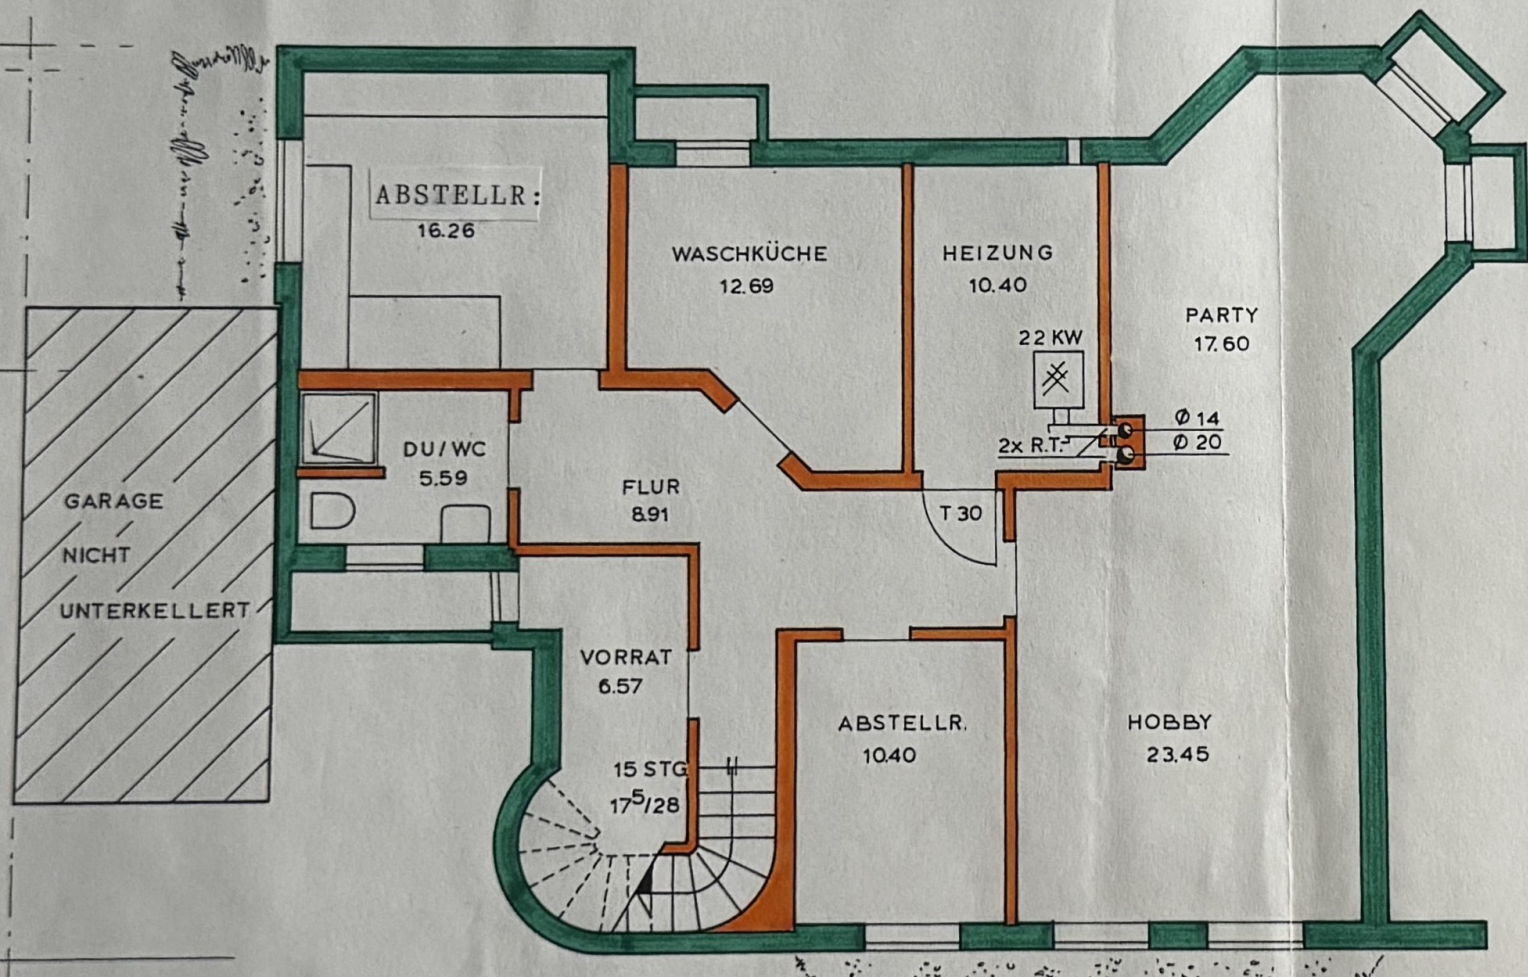 ABSTELLR:
16.26
WASCHKÜCHE
12.69
HEIZUNG
10.40
22 KW
PARTY
17.60
Ø 14
Ø 20
2x R.T.
DU/WC
5.59
FLUR
8.91
T 30
GARAGE
NICHT
UNTERKELLERT
VORRAT
6.57
15 STG
17⁵/28
ABSTELLR.
10.40
HOBBY
23.45